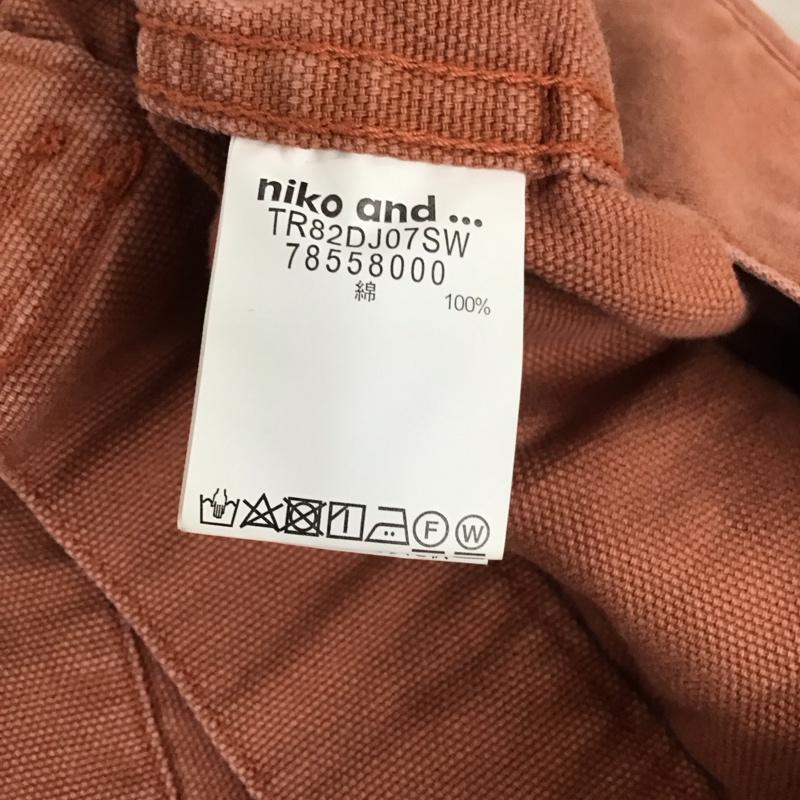 niko and ...
TR82DJ07SW
78558000
綿 100%
F W